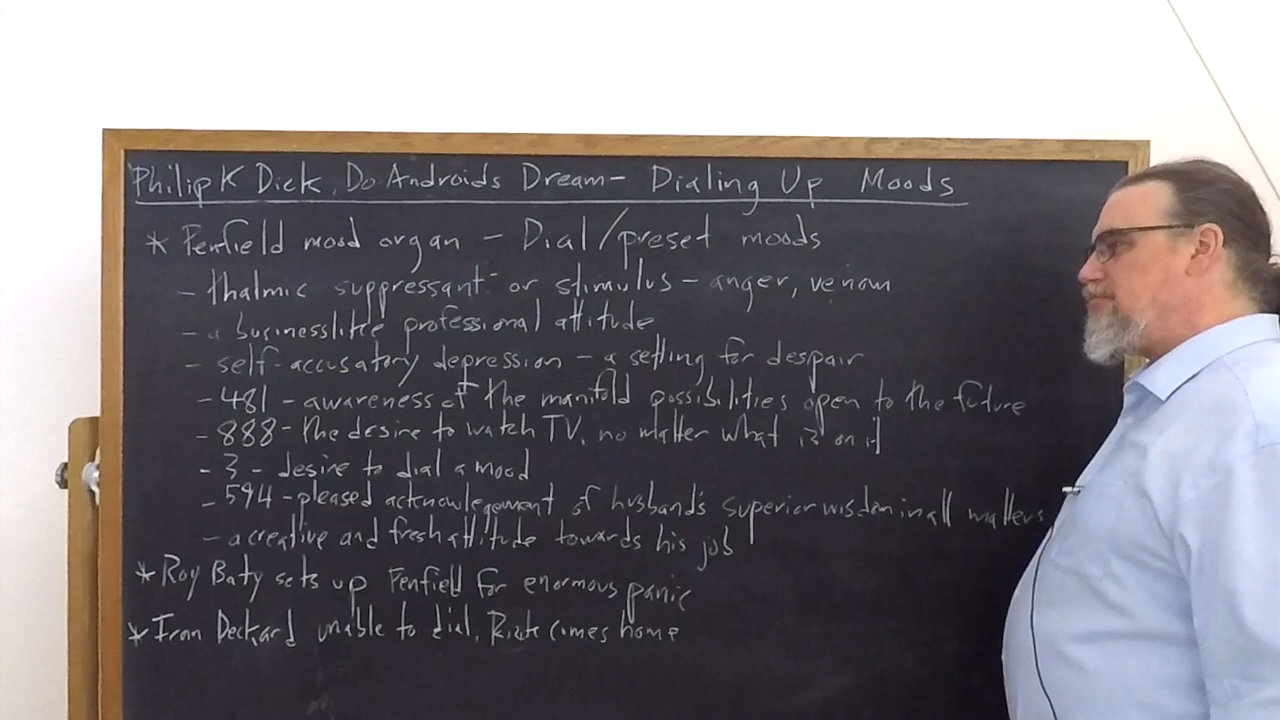 Philip K Dick, Do Androids Dream - Dialing Up Moods
* Penfield mood organ - Dial/preset moods
- thalmic suppressant or stimulus - anger, venom
- a businesslike professional attitude
- self-accusatory depression - a setting for despair
- 481 - awareness of the manifold possibilities open to the future
- 888 - the desire to watch TV, no matter what is on it
- 3 - desire to dial a mood
- 594 - pleased acknowlegement of husband's superior wisdom in all matters
- a creative and fresh attitude towards his job
* Roy Baty sets up Penfield for enormous panic
* Iran Deckard unable to dial, Rick comes home